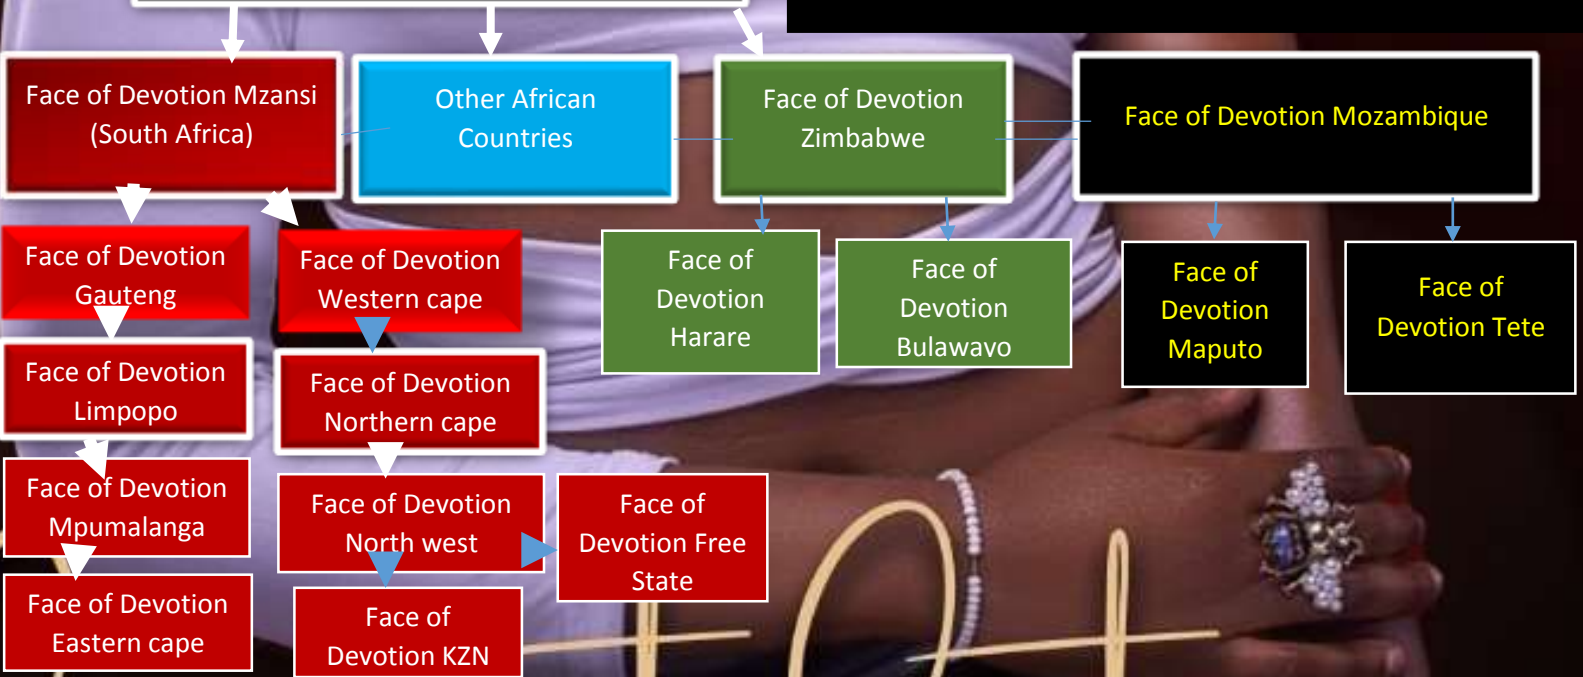 Face of Devotion Mzansi
(South Africa)
Other African
Countries
Face of Devotion
Zimbabwe
Face of Devotion Mozambique
Face of Devotion
Gauteng
Face of Devotion
Western cape
Face of
Devotion
Harare
Face of
Devotion
Bulawayo
Face of
Devotion
Maputo
Face of
Devotion Tete
Face of Devotion
Limpopo
Face of Devotion
Northern cape
Face of Devotion
Mpumalanga
Face of Devotion
North west
Face of
Devotion Free
State
Face of Devotion
Eastern cape
Face of
Devotion KZN